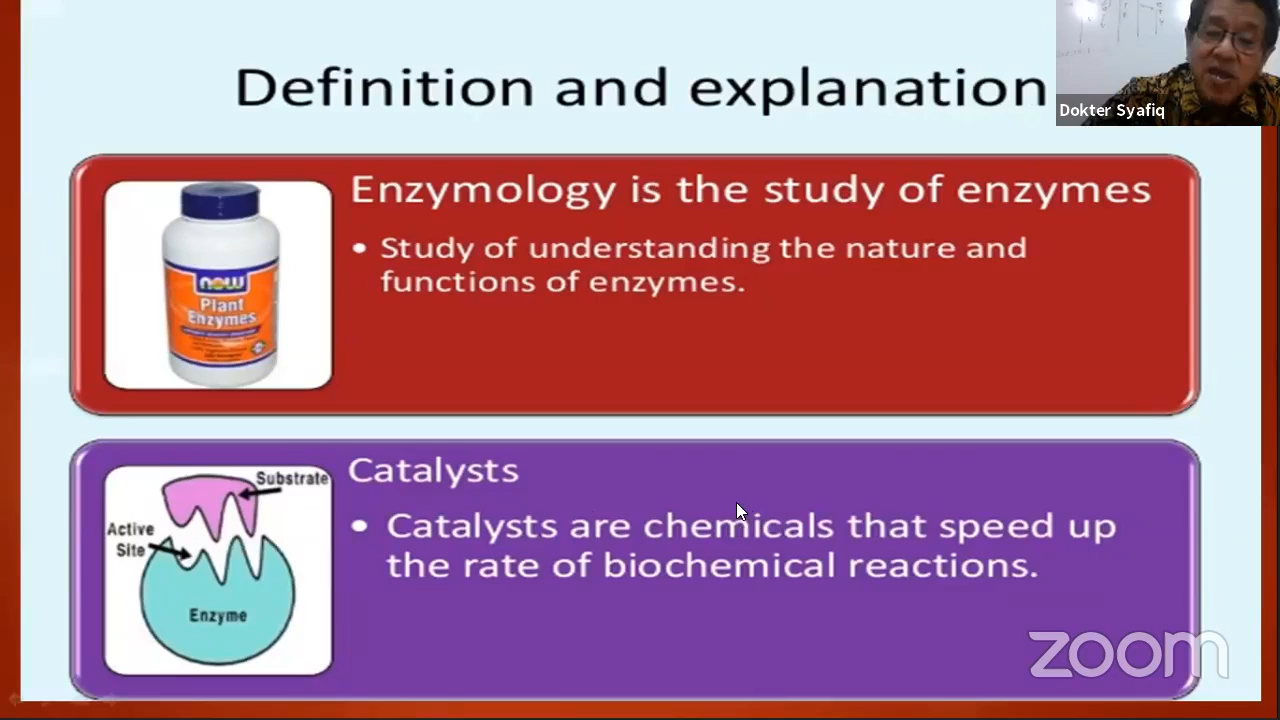 Definition and explanation
Dokter Syafiq
Enzymology is the study of enzymes
• Study of understanding the nature and
functions of enzymes.
now
Plant
Enzymes
Catalysts
• Catalysts are chemicals that speed up
the rate of biochemical reactions.
Substrate
Active
Site
Enzyme
zoom